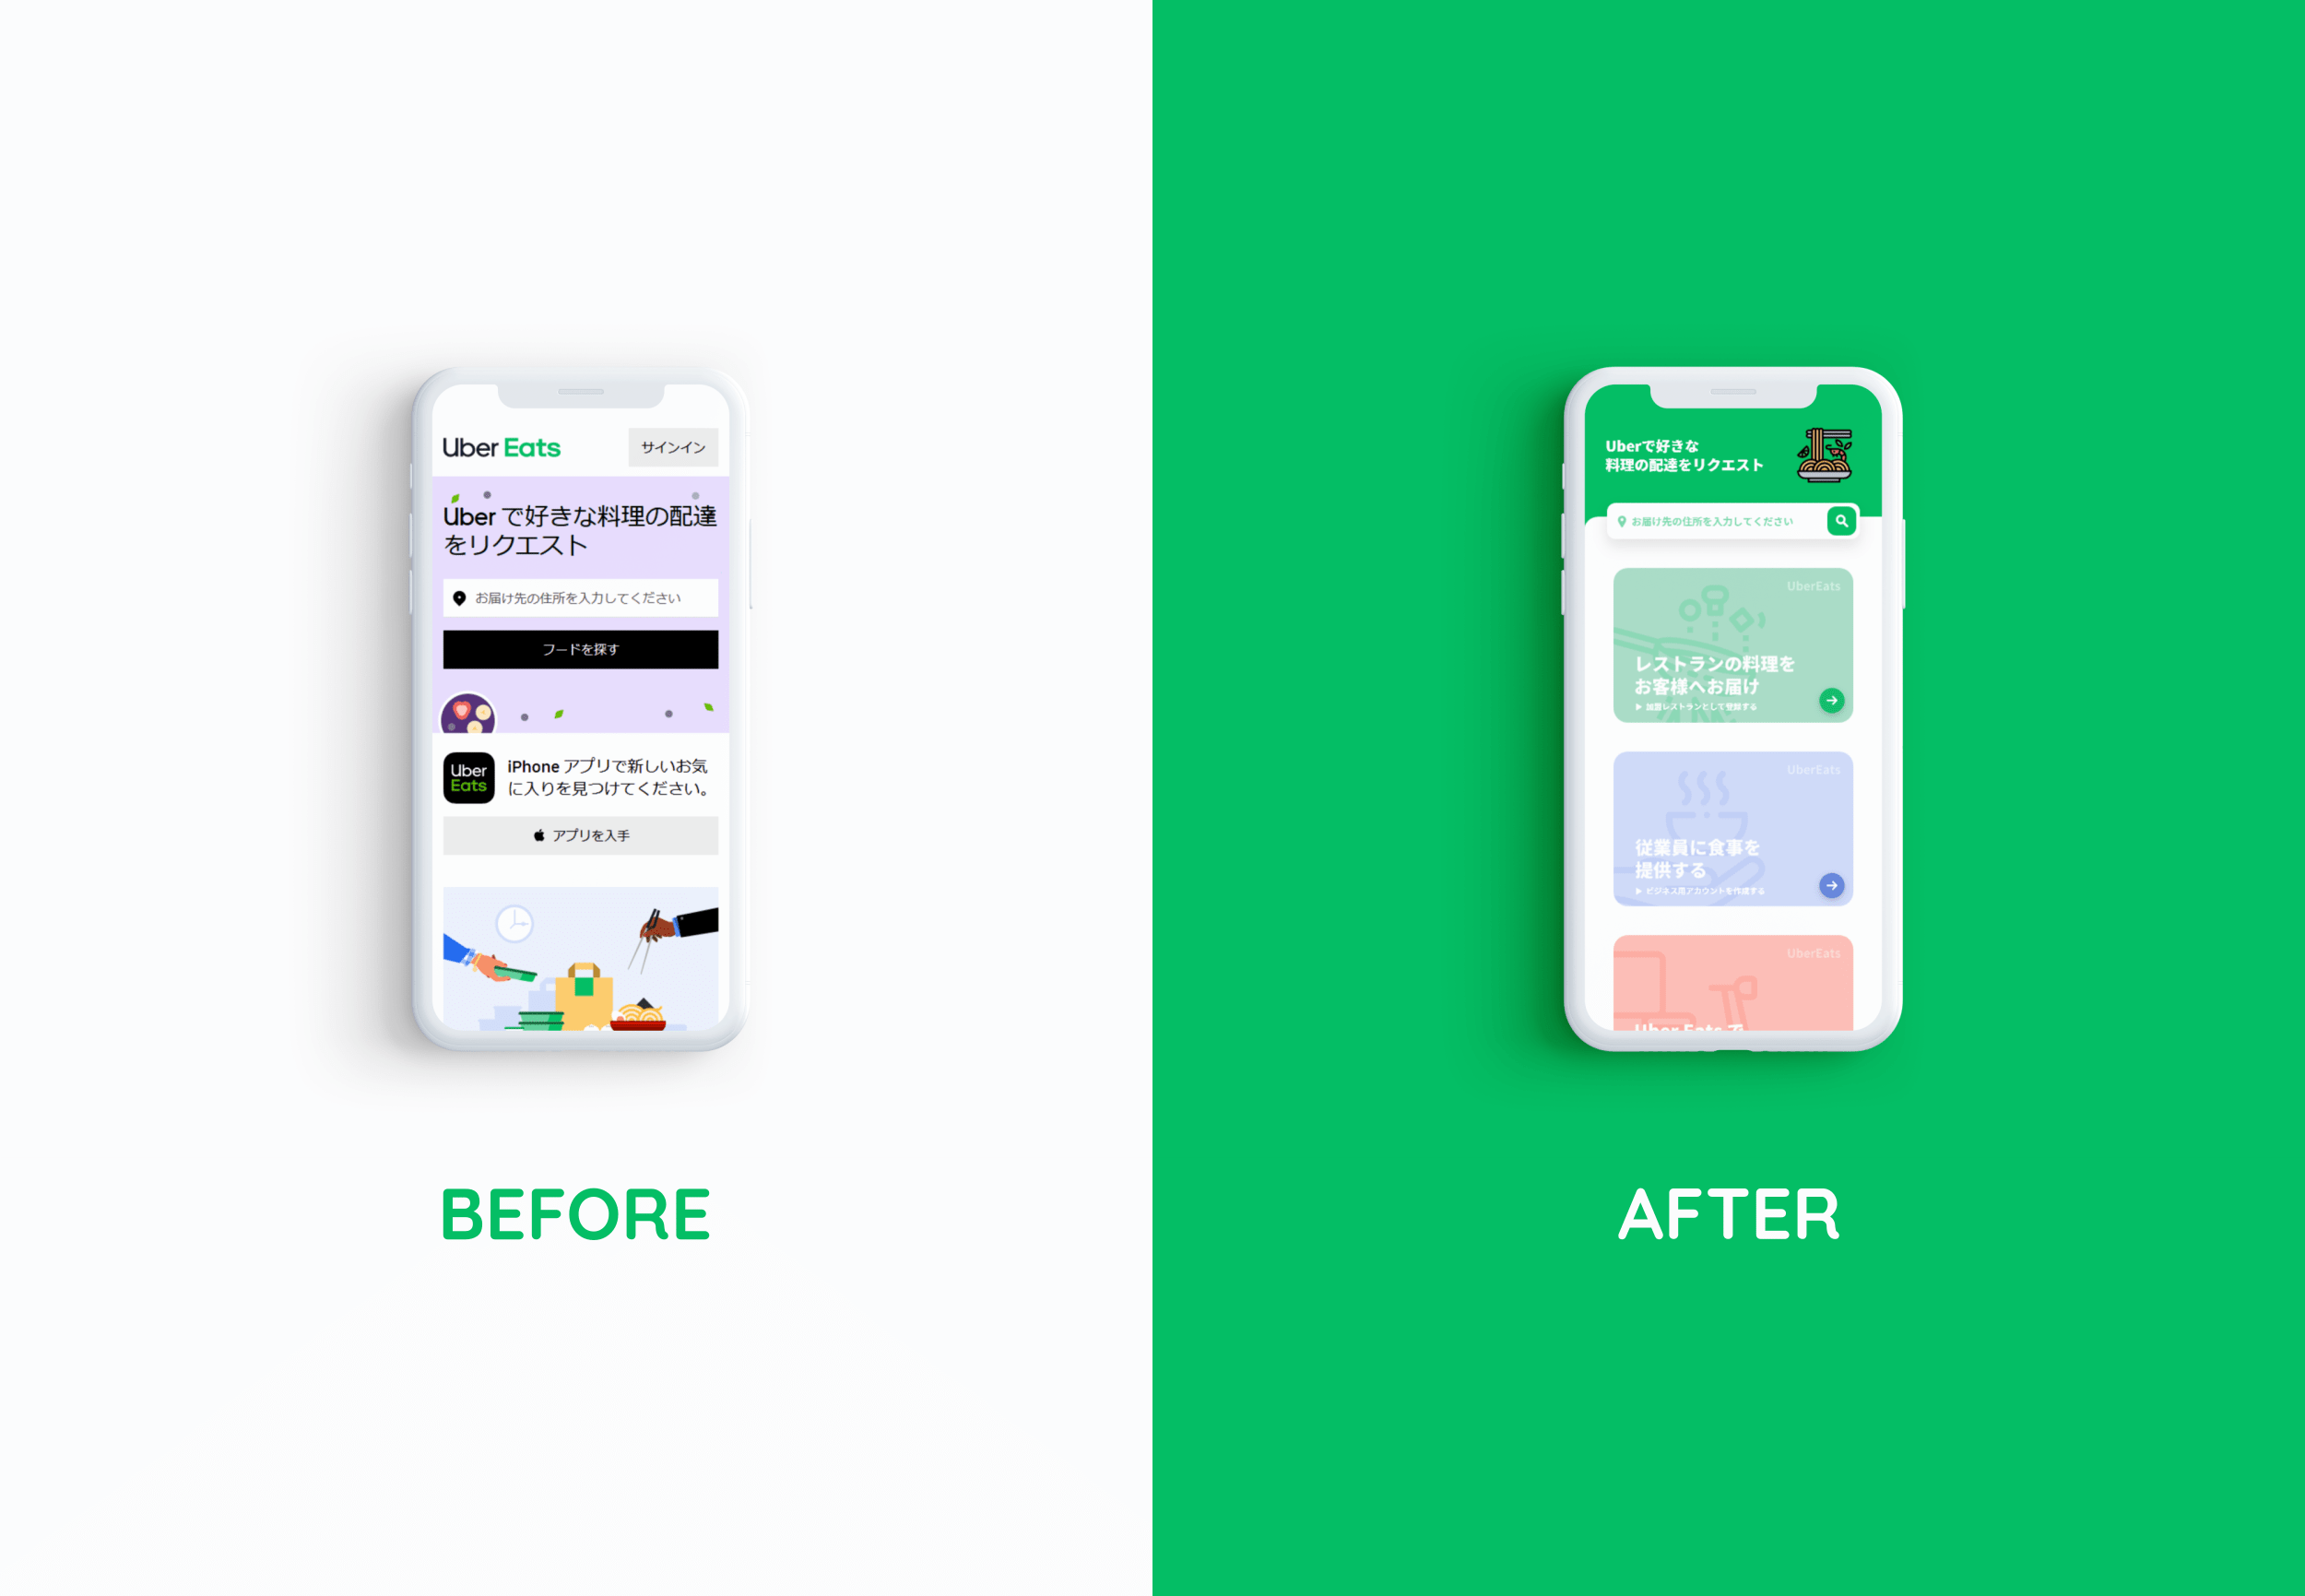 Uber Eats
サインイン
Uber で好きな料理の配達
をリクエスト
お届け先の住所を入力してください
フードを探す
Uber
Eats
iPhone アプリで新しいお気
に入りを見つけてください。
アプリを入手
BEFORE
Uberで好きな
料理の配達をリクエスト
お届け先の住所を入力してください
UberEats
レストランの料理を
お客様へお届け
加盟レストランとして登録する
UberEats
従業員に食事を
提供する
ビジネス用アカウントを作成する
UberEats
Uber Eats で
AFTER